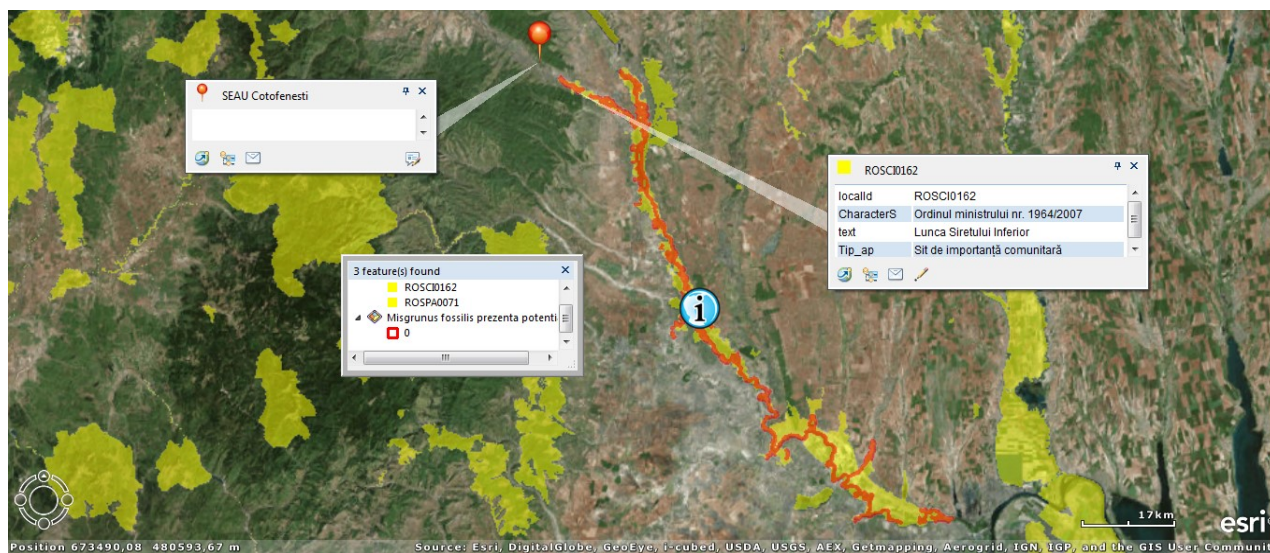 SEAU Cotofenesti
ROSCI0162
localId ROSCI0162
CharacterS Ordinul ministrului nr. 1964/2007
text Lunca Siretului Inferior
Tip_ap Sit de importanță comunitară
3 feature(s) found
ROSCI0162
ROSPA0071
Misgrunus fossilis prezenta potenti
0
17km
esri
Position 673490,08 480593,67 m
Source: Esri, DigitalGlobe, GeoEye, i-cubed, USDA, USGS, AEX, Getmapping, Aerogrid, IGN, IGP, and the GIS User Communit